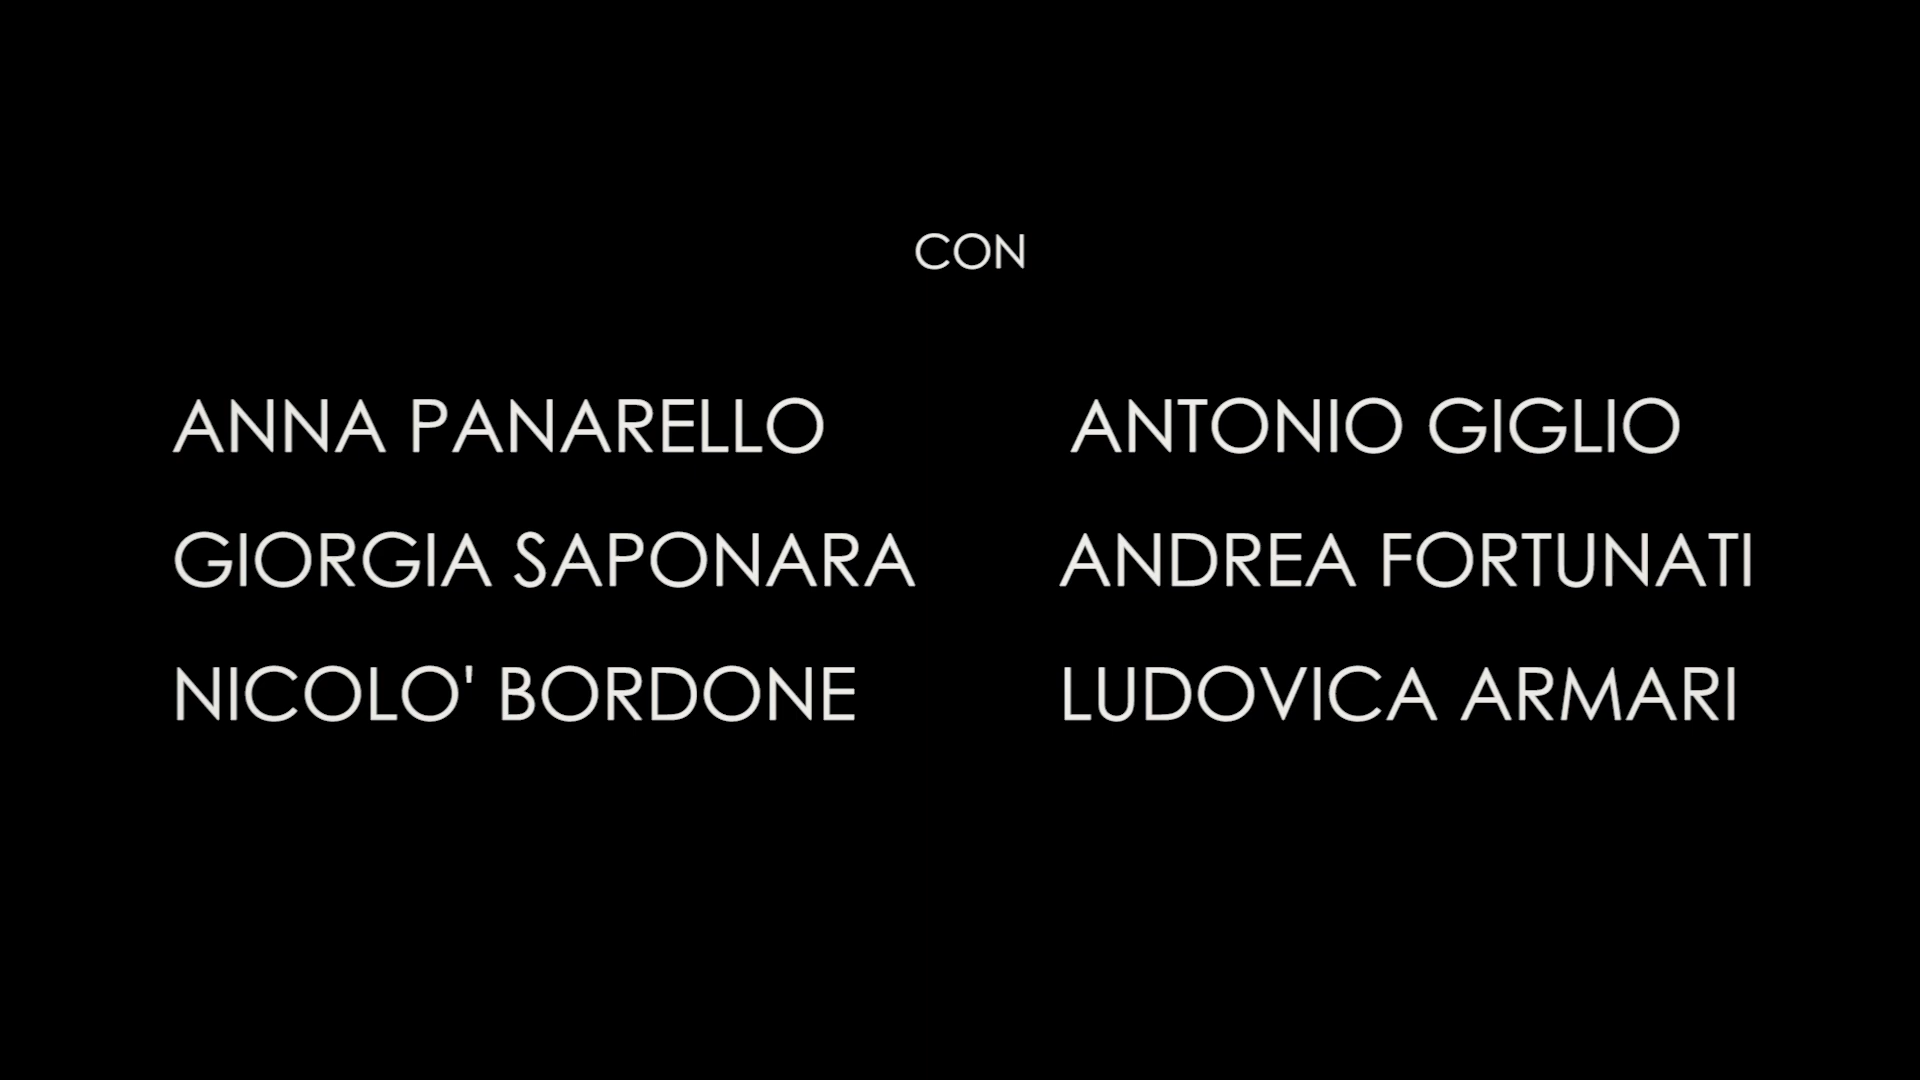 CON
ANNA PANARELLO ANTONIO GIGLIO
GIORGIA SAPONARA ANDREA FORTUNATI
NICOLO' BORDONE LUDOVICA ARMARI